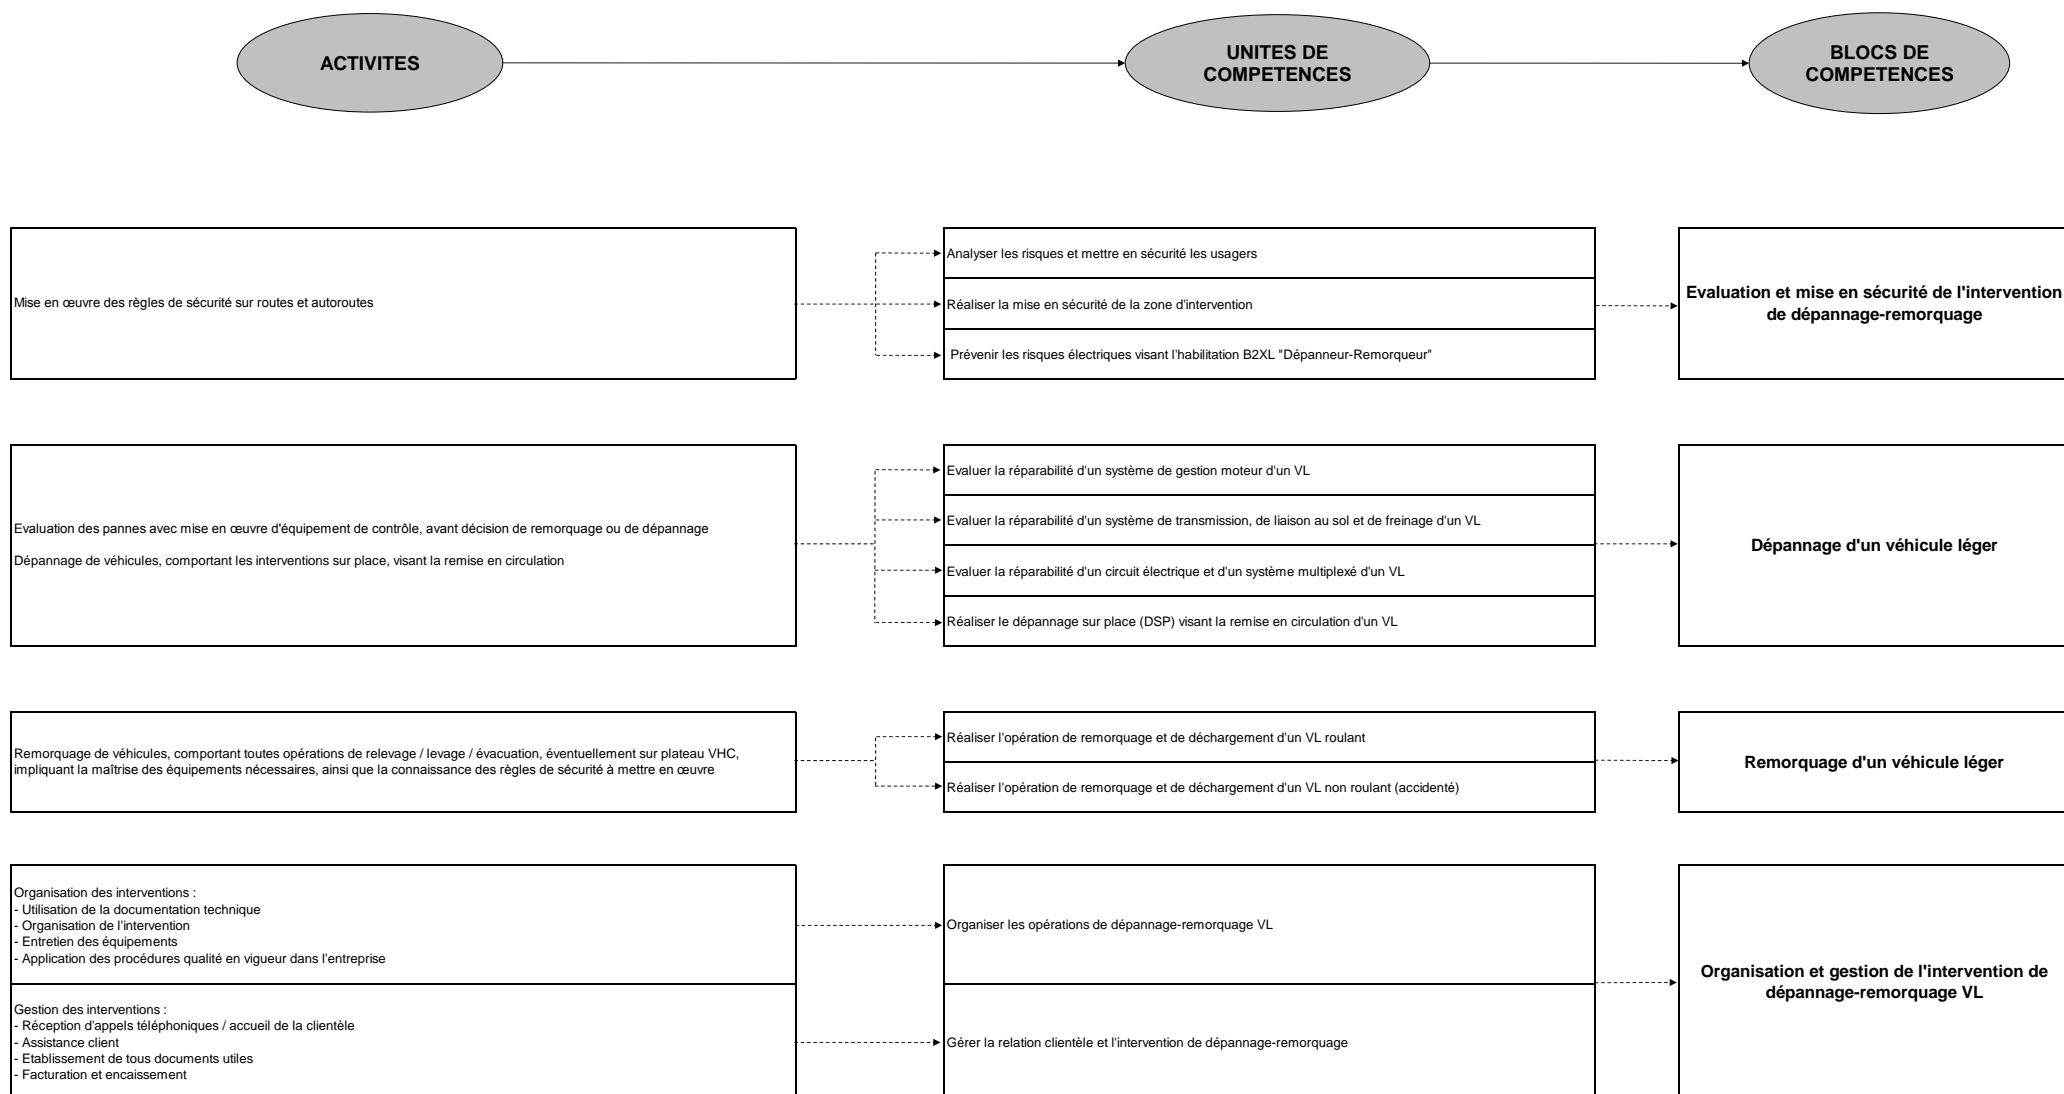 ACTIVITES
UNITES DE
COMPETENCES
BLOCS DE
COMPETENCES
Mise en œuvre des règles de sécurité sur routes et autoroutes
Analyser les risques et mettre en sécurité les usagers
Réaliser la mise en sécurité de la zone d'intervention
Prévenir les risques électriques visant l'habilitation B2XL "Dépanneur-Remorqueur"
Evaluation et mise en sécurité de l'intervention
de dépannage-remorquage
Evaluation des pannes avec mise en œuvre d'équipement de contrôle, avant décision de remorquage ou de dépannage
Dépannage de véhicules, comportant les interventions sur place, visant la remise en circulation
Evaluer la réparabilité d'un système de gestion moteur d'un VL
Evaluer la réparabilité d'un système de transmission, de liaison au sol et de freinage d'un VL
Evaluer la réparabilité d'un circuit électrique et d'un système multiplexé d'un VL
Réaliser le dépannage sur place (DSP) visant la remise en circulation d'un VL
Dépannage d'un véhicule léger
Remorquage de véhicules, comportant toutes opérations de relevage / levage / évacuation, éventuellement sur plateau VHC,
impliquant la maîtrise des équipements nécessaires, ainsi que la connaissance des règles de sécurité à mettre en œuvre
Réaliser l'opération de remorquage et de déchargement d'un VL roulant
Réaliser l'opération de remorquage et de déchargement d'un VL non roulant (accidenté)
Remorquage d'un véhicule léger
Organisation des interventions :
- Utilisation de la documentation technique
- Organisation de l'intervention
- Entretien des équipements
- Application des procédures qualité en vigueur dans l'entreprise
Organiser les opérations de dépannage-remorquage VL
Gestion des interventions :
- Réception d'appels téléphoniques / accueil de la clientèle
- Assistance client
- Etablissement de tous documents utiles
- Facturation et encaissement
Gérer la relation clientèle et l'intervention de dépannage-remorquage
Organisation et gestion de l'intervention de
dépannage-remorquage VL